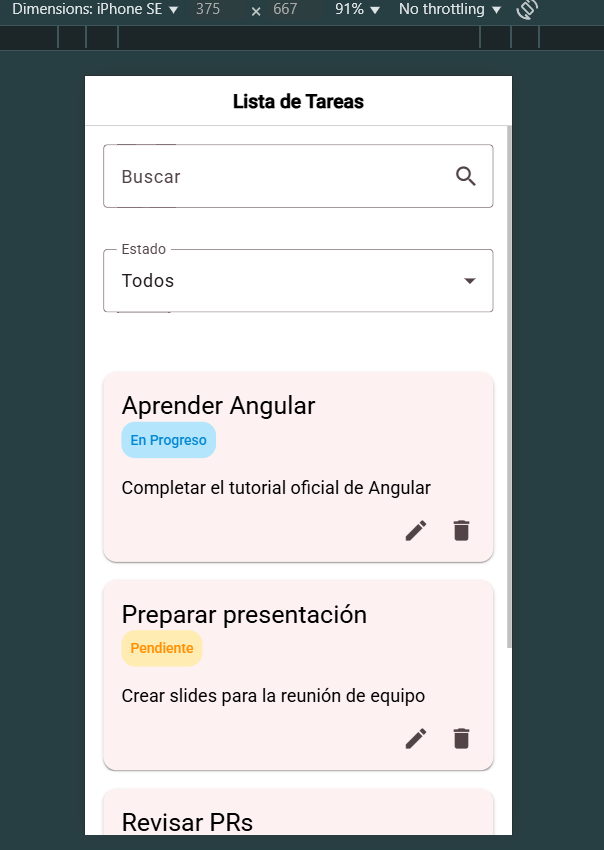 Dimensions: iPhone SE 375 × 667 91% No throttling
Lista de Tareas
Buscar
Estado
Todos
Aprender Angular
En Progreso
Completar el tutorial oficial de Angular
Preparar presentación
Pendiente
Crear slides para la reunión de equipo
Revisar PRs